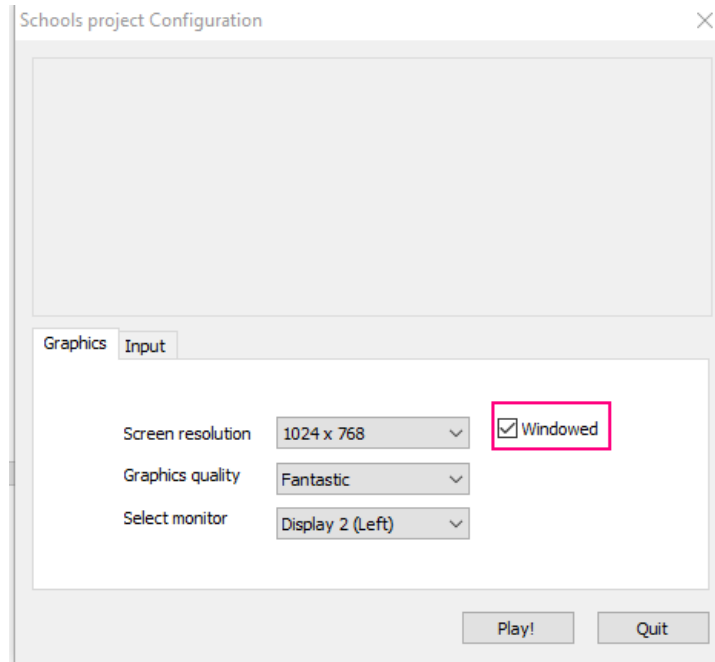 Schools project Configuration
Graphics Input
Screen resolution 1024 x 768 Windowed
Graphics quality Fantastic
Select monitor Display 2 (Left)
Play! Quit